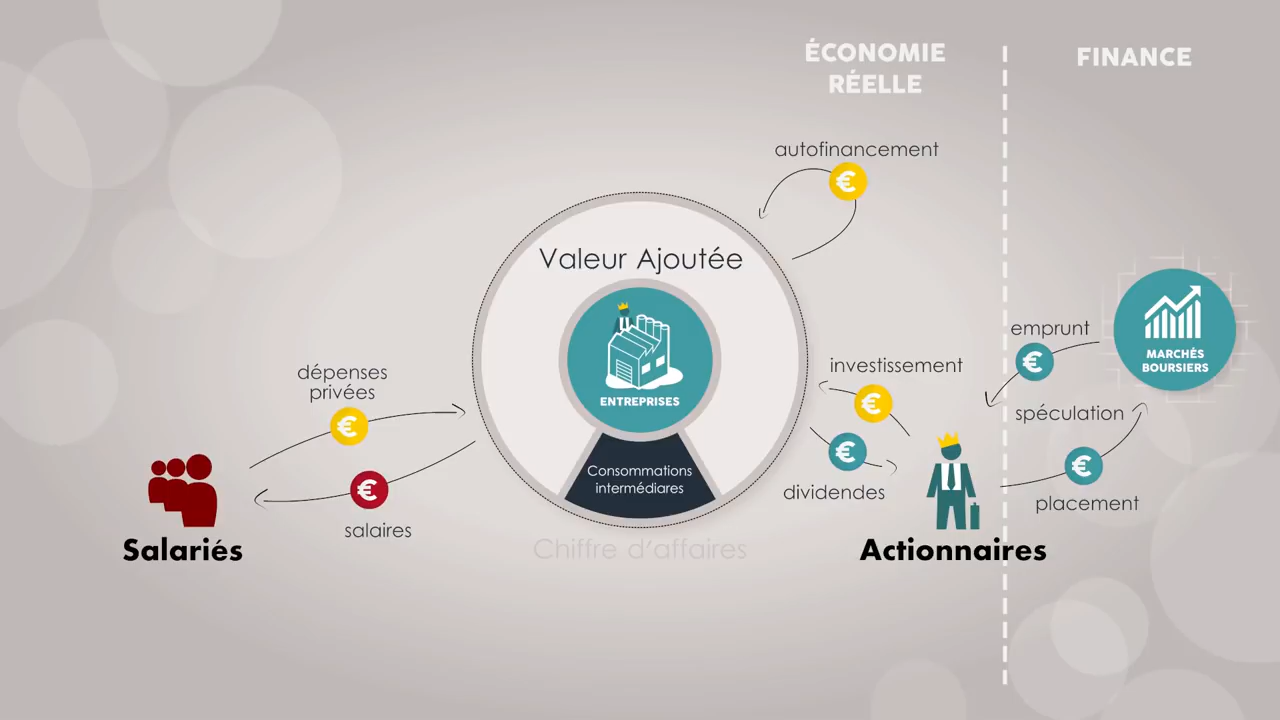 ÉCONOMIE
RÉELLE
FINANCE
autofinancement
Valeur Ajoutée
ENTREPRISES
Consommations
intermédiaires
Chiffre d'affaires
dépenses
privées
€
€
salaires
Salariés
€
investissement
€
€
dividendes
Actionnaires
emprunt
€
MARCHÉS
BOURSIERS
spéculation
€
placement